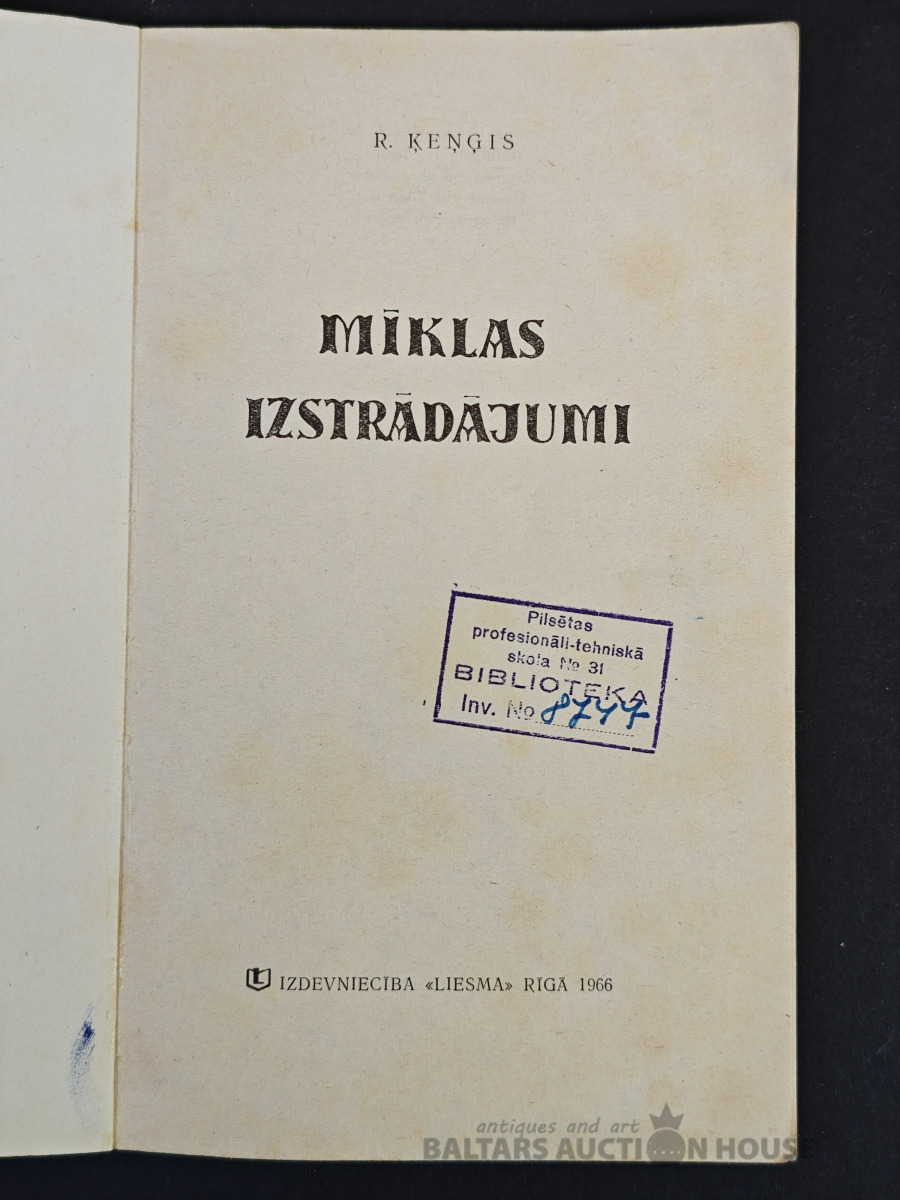 R. ĶEŅĢIS
MĪKLAS
IZSTRĀDĀJUMI
Pilsētas
profesionāli-tehniskā
skola № 31
BIBLIOTEKA
Inv. No 8747
IZDEVNIECĪBA «LIESMA» RĪGĀ 1966
antiques and art
BALTARS AUCTION HOUSE